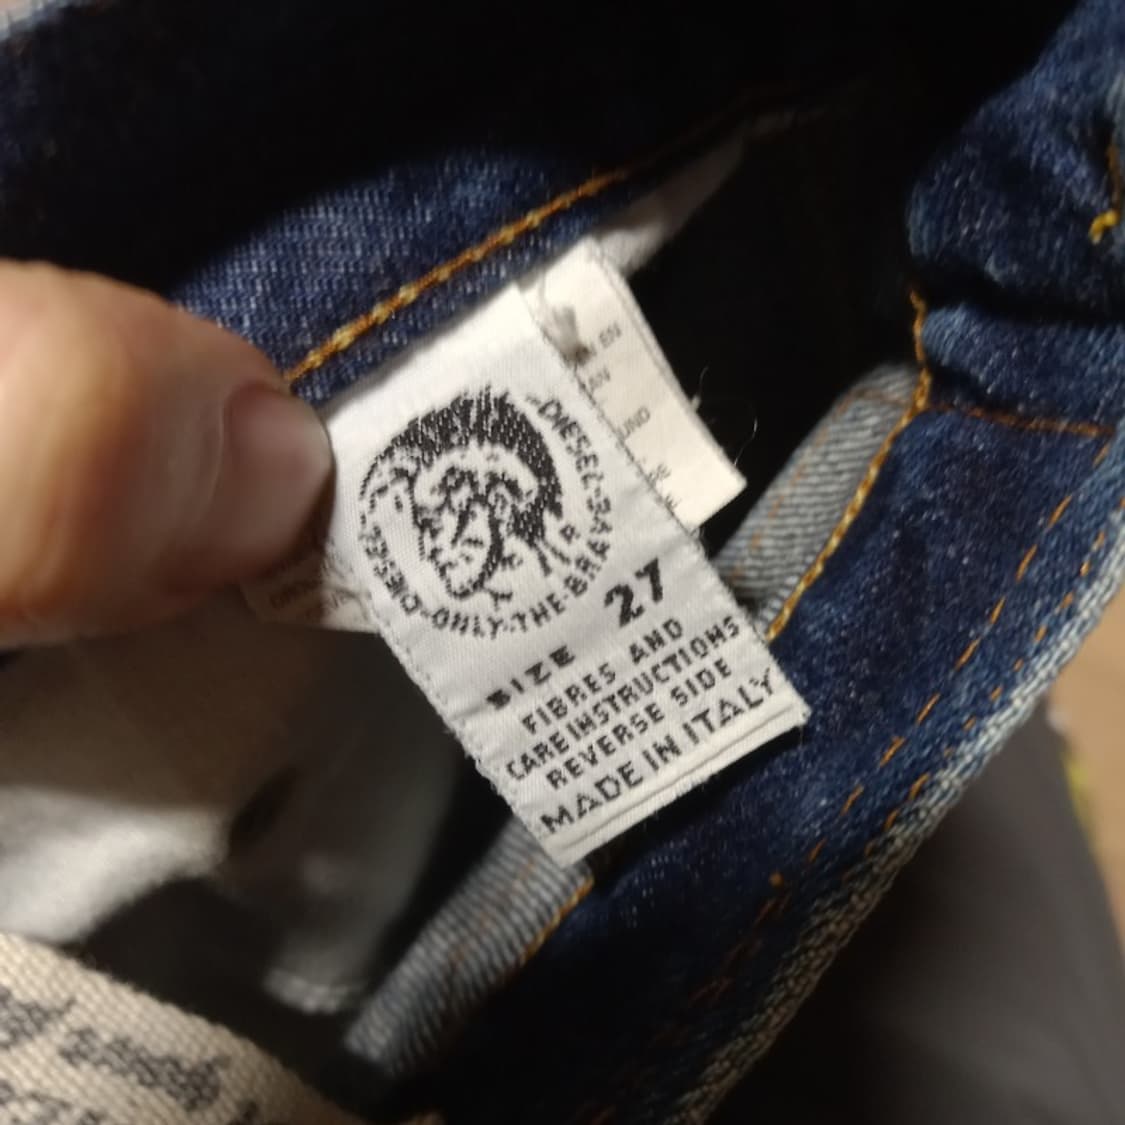 DIESEL·ONLY·THE·BRAVE·DIESEL
SIZE 27
FIBRES AND
CARE INSTRUCTIONS
REVERSE SIDE
MADE IN ITALY